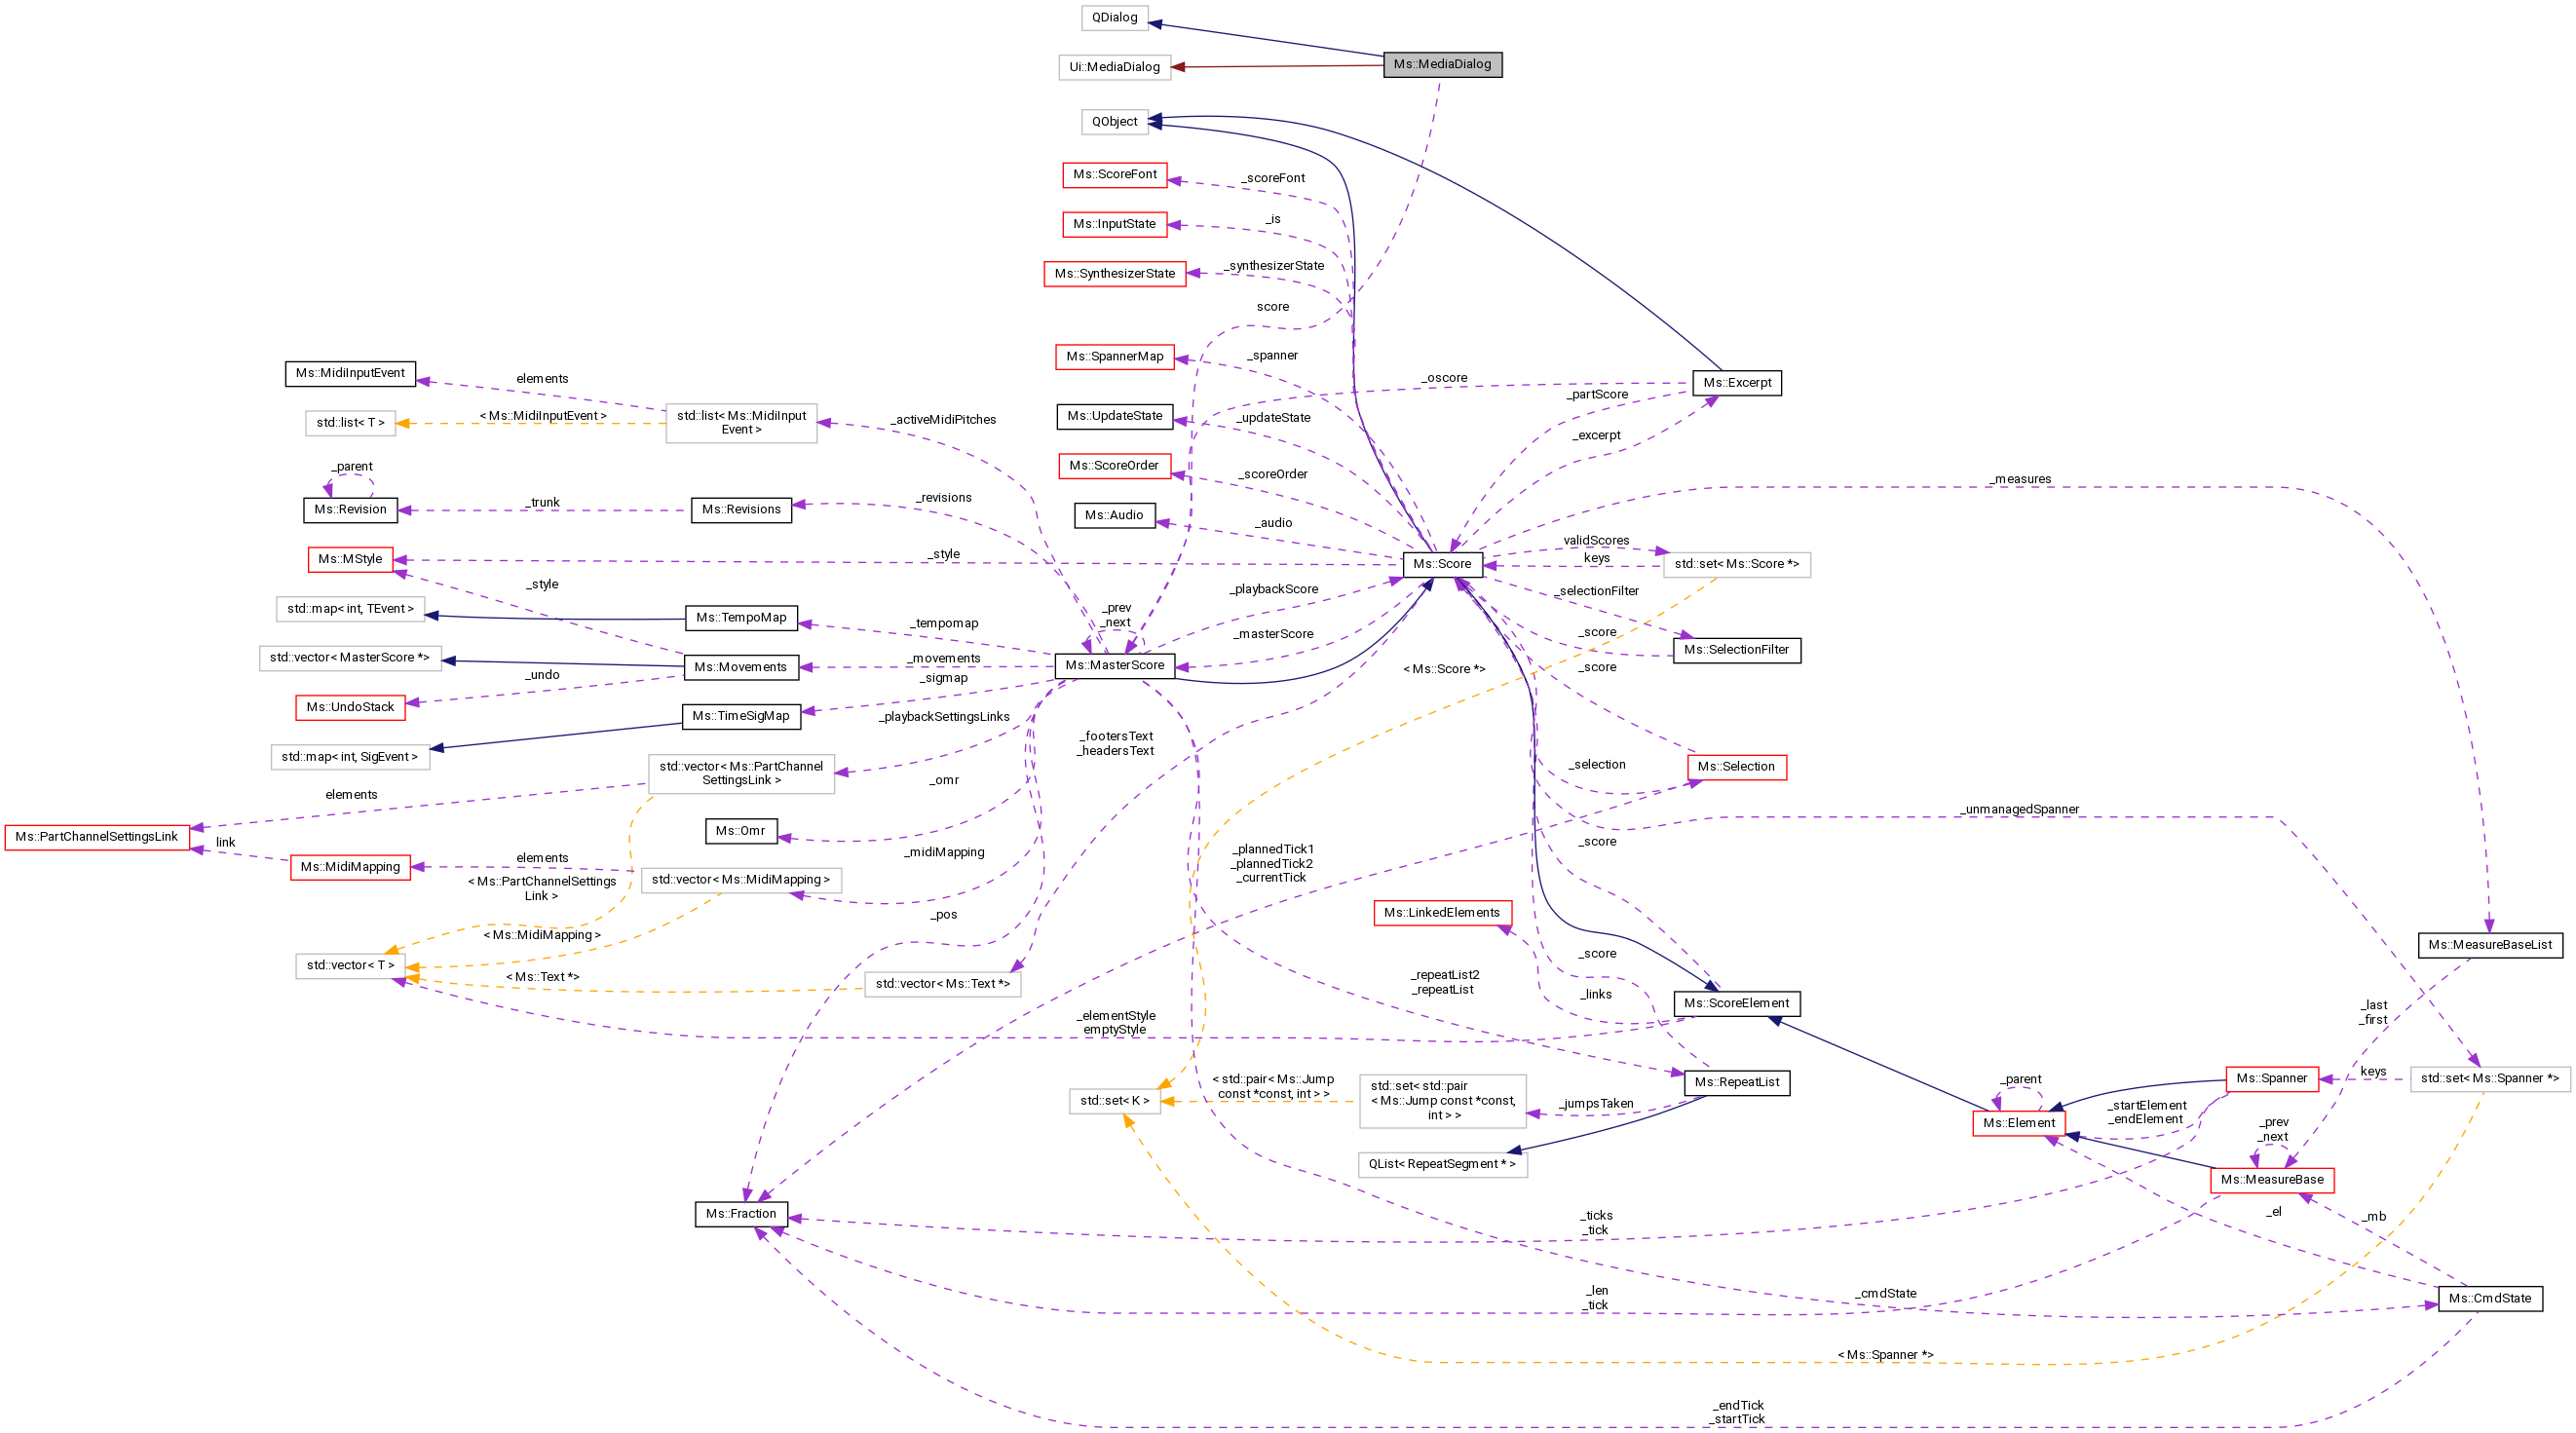 QDialog
Ms::MediaDialog
Ui::MediaDialog
QObject
Ms::ScoreFont
_scoreFont
Ms::InputState
_is
Ms::SynthesizerState
_synthesizerState
score
Ms::SpannerMap
_spanner
Ms::MidiInputEvent
elements
_oscore
Ms::Excerpt
_partScore
std::list< T >
< Ms::MidiInputEvent >
std::list< Ms::MidiInput
Event >
_activeMidiPitches
Ms::UpdateState
_updateState
_excerpt
_parent
Ms::ScoreOrder
_scoreOrder
_measures
Ms::Revision
_trunk
Ms::Revisions
_revisions
Ms::Audio
_audio
Ms::MStyle
_style
Ms::Score
validScores
keys
std::set< Ms::Score *>
_style
_playbackScore
_selectionFilter
std::map< int, TEvent >
Ms::TempoMap
_tempomap
_prev
_next
_masterScore
_score
Ms::SelectionFilter
std::vector< MasterScore *>
Ms::Movements
_movements
Ms::MasterScore
< Ms::Score *>
_score
_undo
_sigmap
Ms::UndoStack
Ms::TimeSigMap
_playbackSettingsLinks
std::map< int, SigEvent >
_footersText
_headersText
std::vector< Ms::PartChannel
SettingsLink >
_omr
_selection
Ms::Selection
elements
_unmanagedSpanner
Ms::PartChannelSettingsLink
link
Ms::Omr
_score
Ms::MidiMapping
elements
_midiMapping
_plannedTick1
_plannedTick2
_currentTick
< Ms::PartChannelSettings
Link >
std::vector< Ms::MidiMapping >
Ms::LinkedElements
_pos
< Ms::MidiMapping >
Ms::MeasureBaseList
std::vector< T >
< Ms::Text *>
std::vector< Ms::Text *>
_repeatList2
_repeatList
_score
_links
Ms::ScoreElement
_last
_first
_elementStyle
emptyStyle
Ms::RepeatList
_parent
Ms::Spanner
keys
std::set< Ms::Spanner *>
std::set< K >
< std::pair< Ms::Jump
const *const, int > >
std::set< std::pair
< Ms::Jump const *const,
int > >
_jumpsTaken
Ms::Element
_startElement
_endElement
_prev
_next
QList< RepeatSegment * >
Ms::MeasureBase
Ms::Fraction
_ticks
_tick
_el
_mb
_len
_tick
_cmdState
Ms::CmdState
< Ms::Spanner *>
_endTick
_startTick